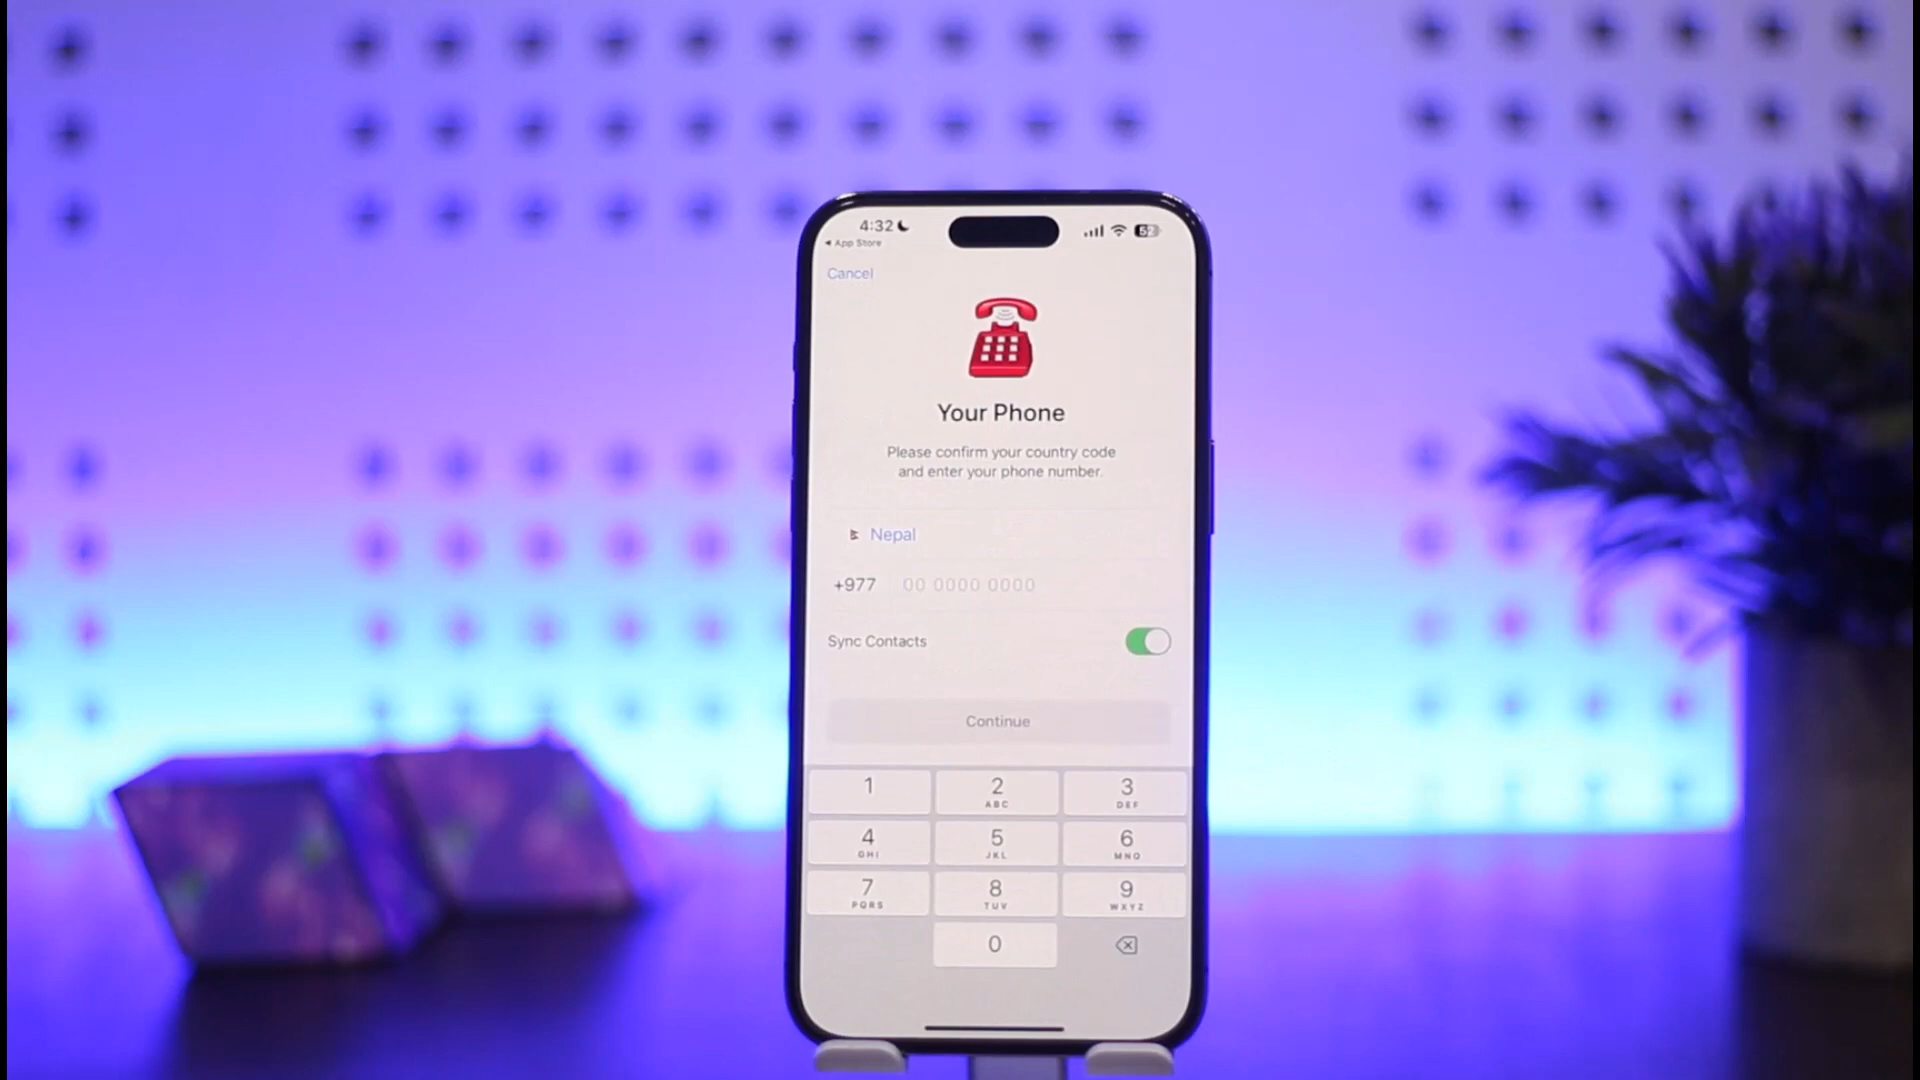 4:32
52
◂ App Store
Cancel
Your Phone
Please confirm your country code
and enter your phone number.
Nepal
+977 00 0000 0000
Sync Contacts
Continue
1 2 3
ABC DEF
4 5 6
GHI JKL MNO
7 8 9
PQRS TUV WXYZ
0